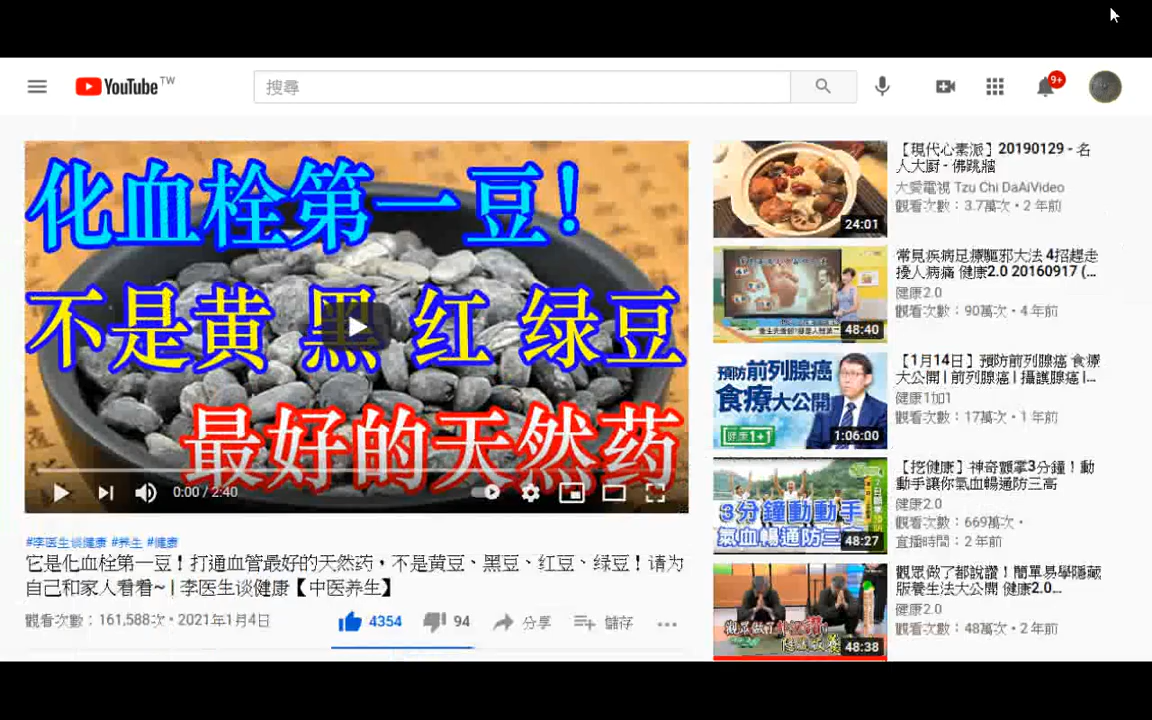 YouTube TW
搜尋
9+
化血栓第一豆！
不是黄 黑 红 绿豆
最好的天然药
0:00 / 2:40
#李医生谈健康 #养生 #健康
它是化血栓第一豆！打通血管最好的天然药，不是黄豆、黑豆、红豆、绿豆！请为
自己和家人看看~ | 李医生谈健康【中医养生】
觀看次數：161,588次 • 2021年1月4日
4354
94
分享
儲存
24:01
【現代心素派】20190129 - 名
人大廚 - 佛跳牆
大愛電視 Tzu Chi DaAiVideo
觀看次數：3.7萬次 • 2 年前
48:40
常見疾病足療驅邪大法 4招趕走
擾人病痛 健康2.0 20160917 (...
健康2.0
觀看次數：90萬次 • 4 年前
預防前列腺癌
食療大公開
健康1+1
1:06:00
【1月14日】預防前列腺癌 食療
大公開 | 前列腺癌 | 攝護腺癌 |...
健康1加1
觀看次數：17萬次 • 1 年前
3分鐘動動手
氣血暢通防三高
48:27
【挖健康】神奇顫掌3分鐘！動
動手讓你氣血暢通防三高
健康2.0
觀看次數：669萬次 •
直播時間：2 年前
48:38
觀眾做了都說讚！簡單易學隱藏
版養生法大公開 健康2.0...
健康2.0
觀看次數：48萬次 • 2 年前